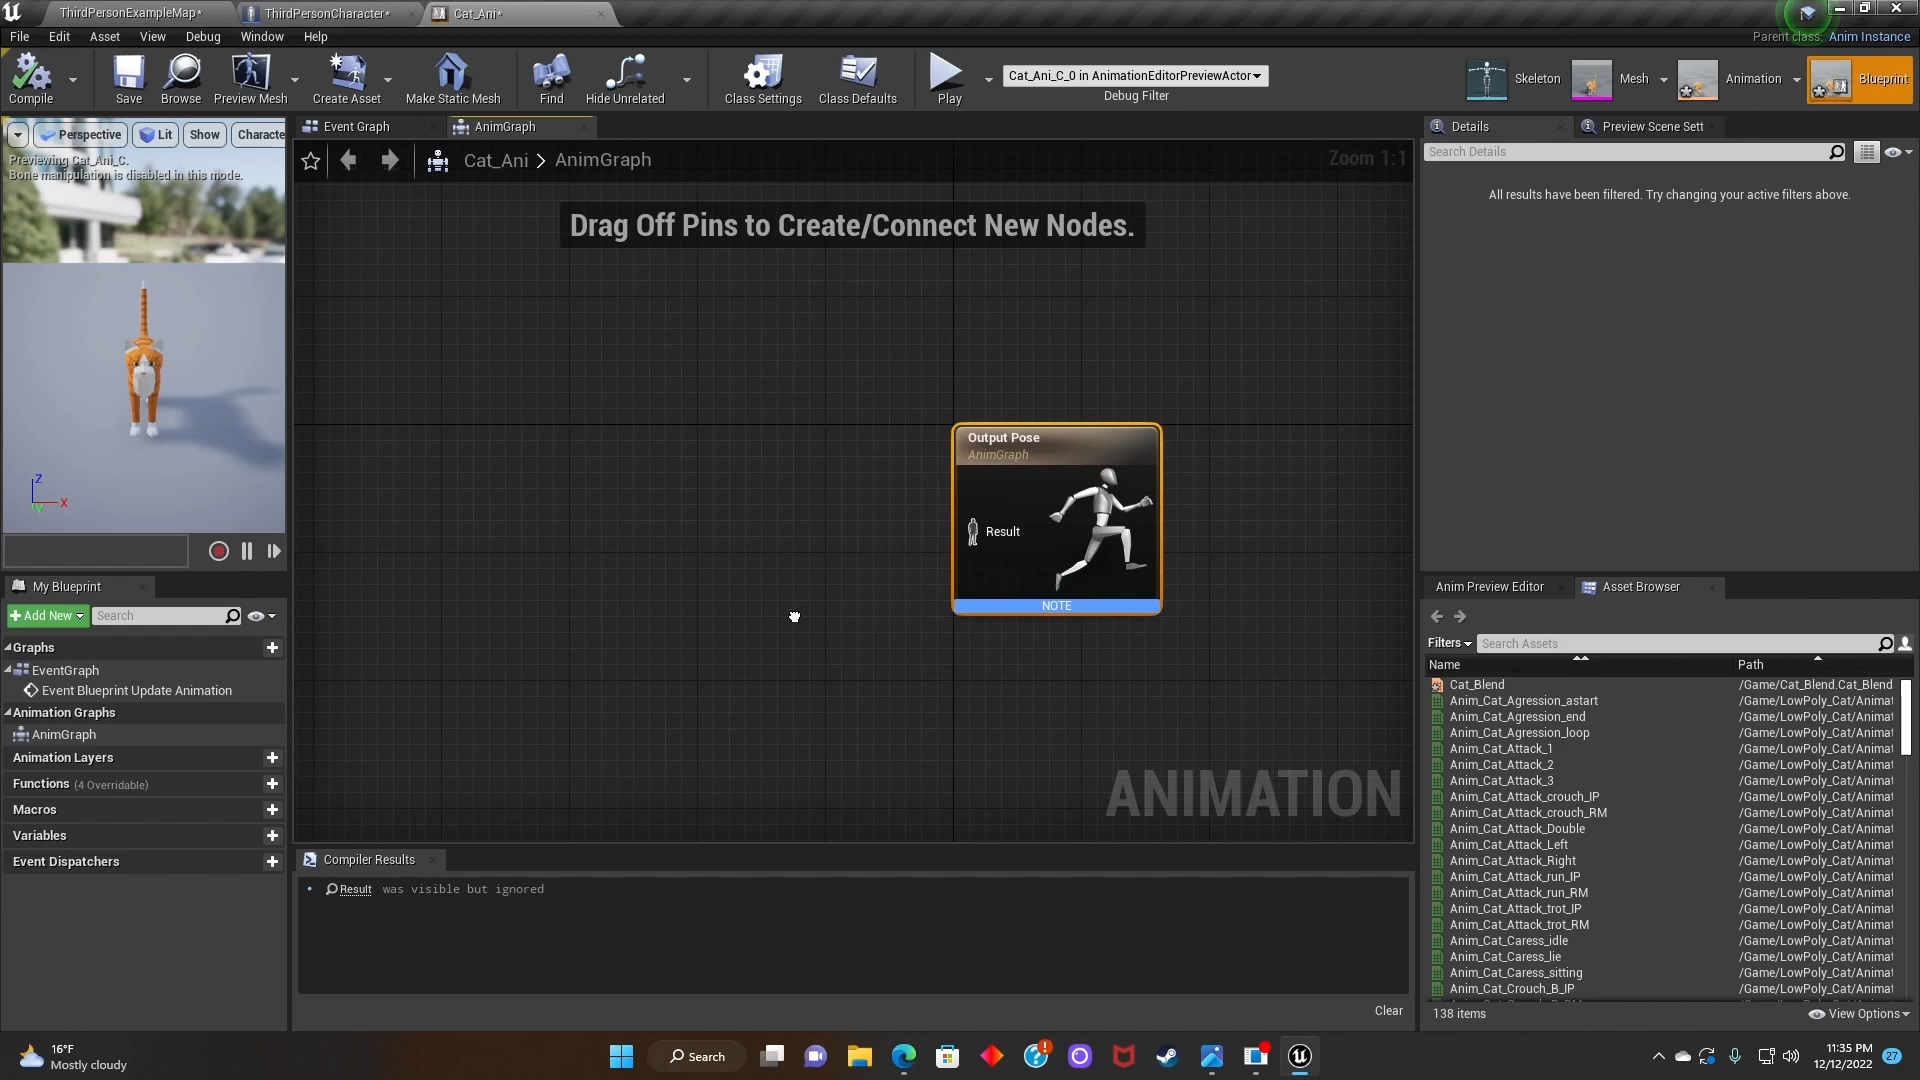 ThirdPersonExampleMap*
ThirdPersonCharacter*
Cat_Ani*
File Edit Asset View Debug Window Help
Parent class: Anim Instance
Compile
Save
Browse
Preview Mesh
Create Asset
Make Static Mesh
Find
Hide Unrelated
Class Settings
Class Defaults
Play
Cat_Ani_C_0 in AnimationEditorPreviewActor
Debug Filter
Skeleton
Mesh
Animation
Blueprint
Perspective
Lit
Show
Characte
Previewing Cat_Ani_C.
Bone manipulation is disabled in this mode.
Z
X
Y
Event Graph
AnimGraph
Cat_Ani > AnimGraph
Zoom 1:1
Drag Off Pins to Create/Connect New Nodes.
Output Pose
AnimGraph
Result
NOTE
ANIMATION
My Blueprint
+ Add New
Search
Graphs
EventGraph
Event Blueprint Update Animation
Animation Graphs
AnimGraph
Animation Layers
Functions (4 Overridable)
Macros
Variables
Event Dispatchers
Compiler Results
• Result was visible but ignored
Clear
Details
Preview Scene Sett
Search Details
All results have been filtered. Try changing your active filters above.
Anim Preview Editor
Asset Browser
Filters
Search Assets
Name Path
Cat_Blend /Game/Cat_Blend.Cat_Blend
Anim_Cat_Agression_astart /Game/LowPoly_Cat/Animat
Anim_Cat_Agression_end /Game/LowPoly_Cat/Animat
Anim_Cat_Agression_loop /Game/LowPoly_Cat/Animat
Anim_Cat_Attack_1 /Game/LowPoly_Cat/Animat
Anim_Cat_Attack_2 /Game/LowPoly_Cat/Animat
Anim_Cat_Attack_3 /Game/LowPoly_Cat/Animat
Anim_Cat_Attack_crouch_IP /Game/LowPoly_Cat/Animat
Anim_Cat_Attack_crouch_RM /Game/LowPoly_Cat/Animat
Anim_Cat_Attack_Double /Game/LowPoly_Cat/Animat
Anim_Cat_Attack_Left /Game/LowPoly_Cat/Animat
Anim_Cat_Attack_Right /Game/LowPoly_Cat/Animat
Anim_Cat_Attack_run_IP /Game/LowPoly_Cat/Animat
Anim_Cat_Attack_run_RM /Game/LowPoly_Cat/Animat
Anim_Cat_Attack_trot_IP /Game/LowPoly_Cat/Animat
Anim_Cat_Attack_trot_RM /Game/LowPoly_Cat/Animat
Anim_Cat_Caress_idle /Game/LowPoly_Cat/Animat
Anim_Cat_Caress_lie /Game/LowPoly_Cat/Animat
Anim_Cat_Caress_sitting /Game/LowPoly_Cat/Animat
Anim_Cat_Crouch_B_IP /Game/LowPoly_Cat/Animat
138 items
View Options
16°F
Mostly cloudy
Search
11:35 PM
12/12/2022
27